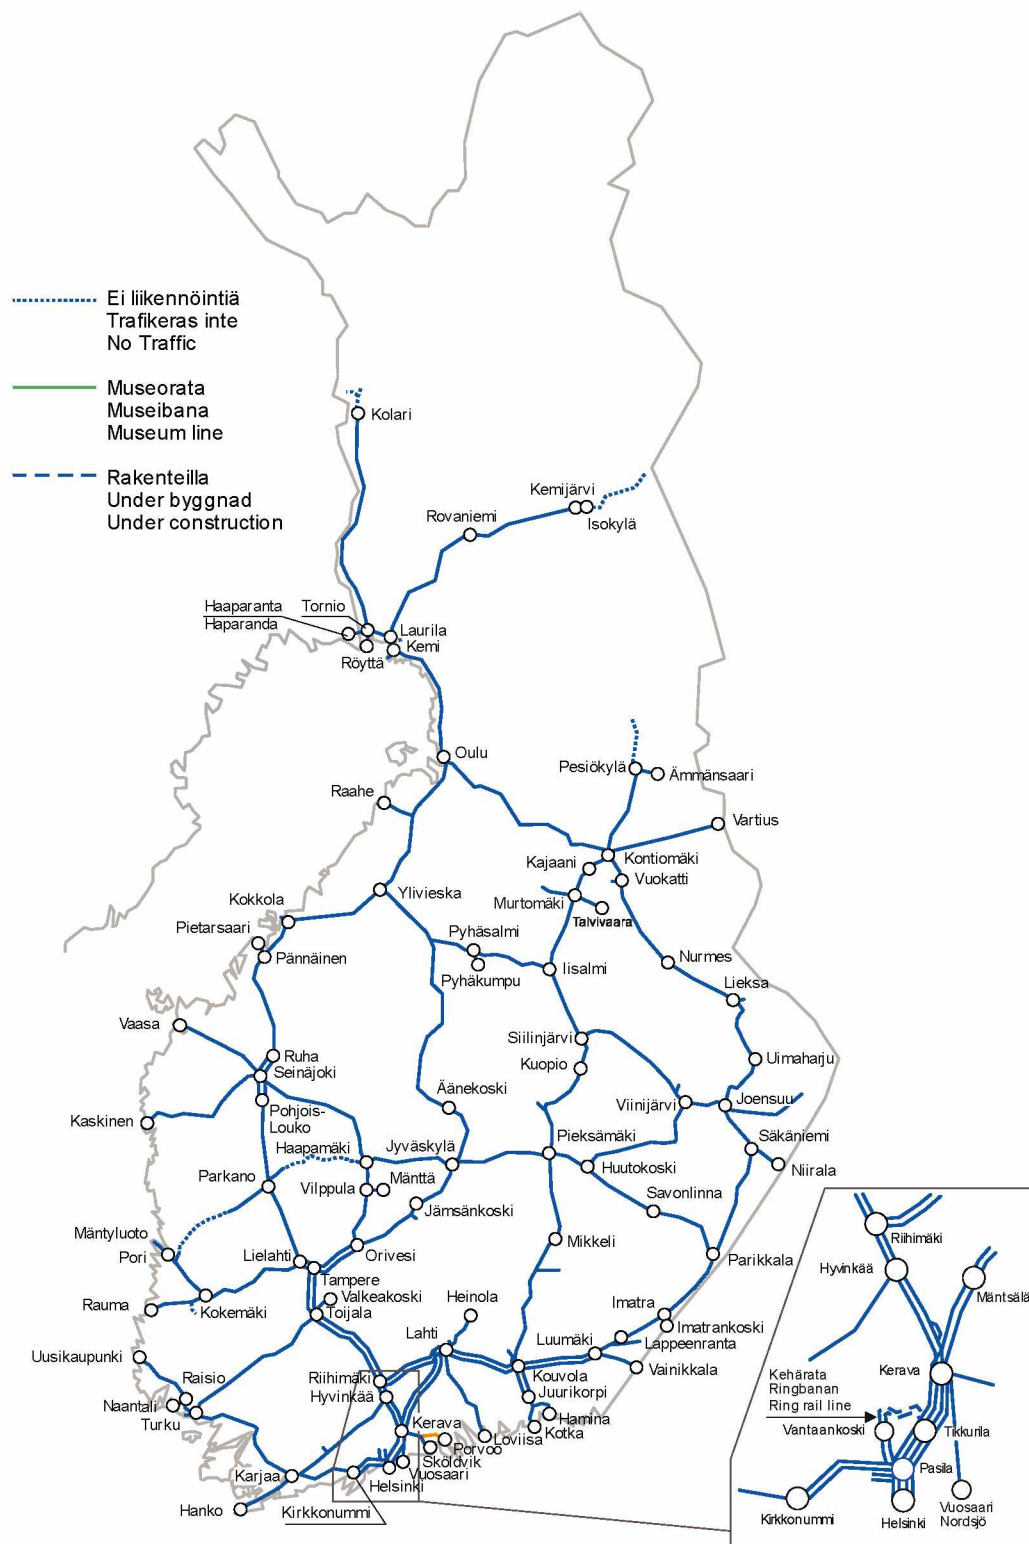 Ei liikennöintiä
Trafikeras inte
No Traffic
Museorata
Museibana
Museum line
Rakenteilla
Under byggnad
Under construction
Kolari
Kemijärvi
Isokylä
Rovaniemi
Haaparanta
Haparanda
Tornio
Laurila
Kemi
Röyttä
Oulu
Pesiökylä
Ämmänsaari
Raahe
Vartius
Kontiomäki
Kajaani
Vuokatti
Ylivieska
Murtomäki
Talvivaara
Kokkola
Pietarsaari
Pännäinen
Pyhäsalmi
Pyhäkumpu
Iisalmi
Nurmes
Lieksa
Vaasa
Siilinjärvi
Ruha
Seinäjoki
Kuopio
Uimaharju
Äänekoski
Pohjois-
Louko
Kaskinen
Viinijärvi
Joensuu
Haapamäki
Jyväskylä
Pieksämäki
Säkäniemi
Huutokoski
Niirala
Parkano
Vilppula
Mänttä
Savonlinna
Jämsänkoski
Mäntyluoto
Pori
Lielahti
Orivesi
Mikkeli
Parikkala
Tampere
Valkeakoski
Rauma
Kokemäki
Toijala
Heinola
Imatra
Imatrankoski
Lahti
Luumäki
Lappeenranta
Uusikaupunki
Kouvola
Vainikkala
Raisio
Riihimäki
Hyvinkää
Juurikorpi
Naantali
Turku
Hamina
Kotka
Kerava
Porvoo
Loviisa
Sköldvik
Vuosaari
Karjaa
Helsinki
Hanko
Kirkkonummi
Riihimäki
Hyvinkää
Mäntsälä
Kerava
Kehärata
Ringbanan
Ring rail line
Vantaankoski
Tikkurila
Pasila
Kirkkonummi
Helsinki
Vuosaari
Nordsjö